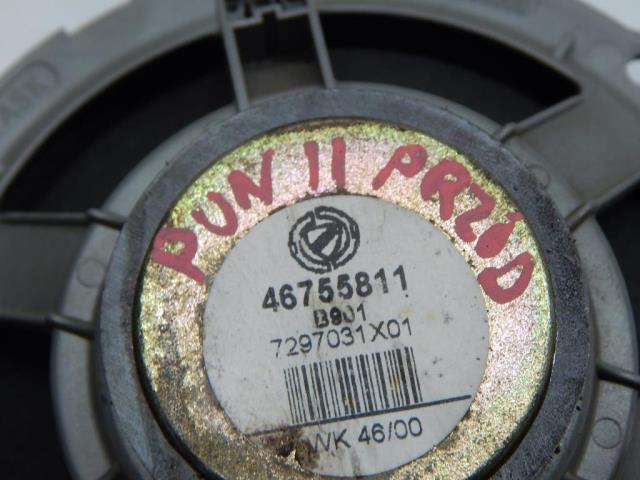 PUN II PRZÓD
46755811
B901
7297031X01
WK 46/00